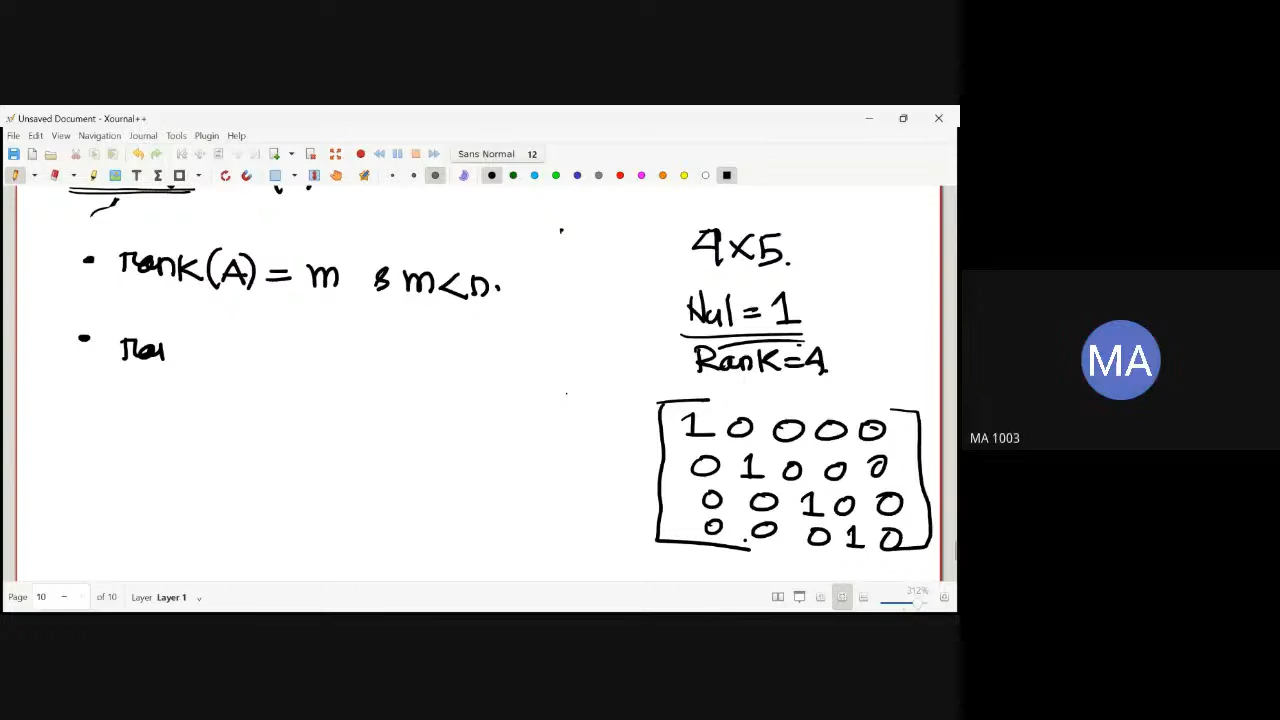 Unsaved Document - Xournal++
File Edit View Navigation Journal Tools Plugin Help
Sans Normal 12
• rank(A) = m & m<n.
• ran
4×5.
Nul = 1
Rank=4
1 0 0 0 0
0 1 0 0 0
0 0 1 0 0
0 0 0 1 0
MA
MA 1003
Page 10 of 10 Layer Layer 1
312%